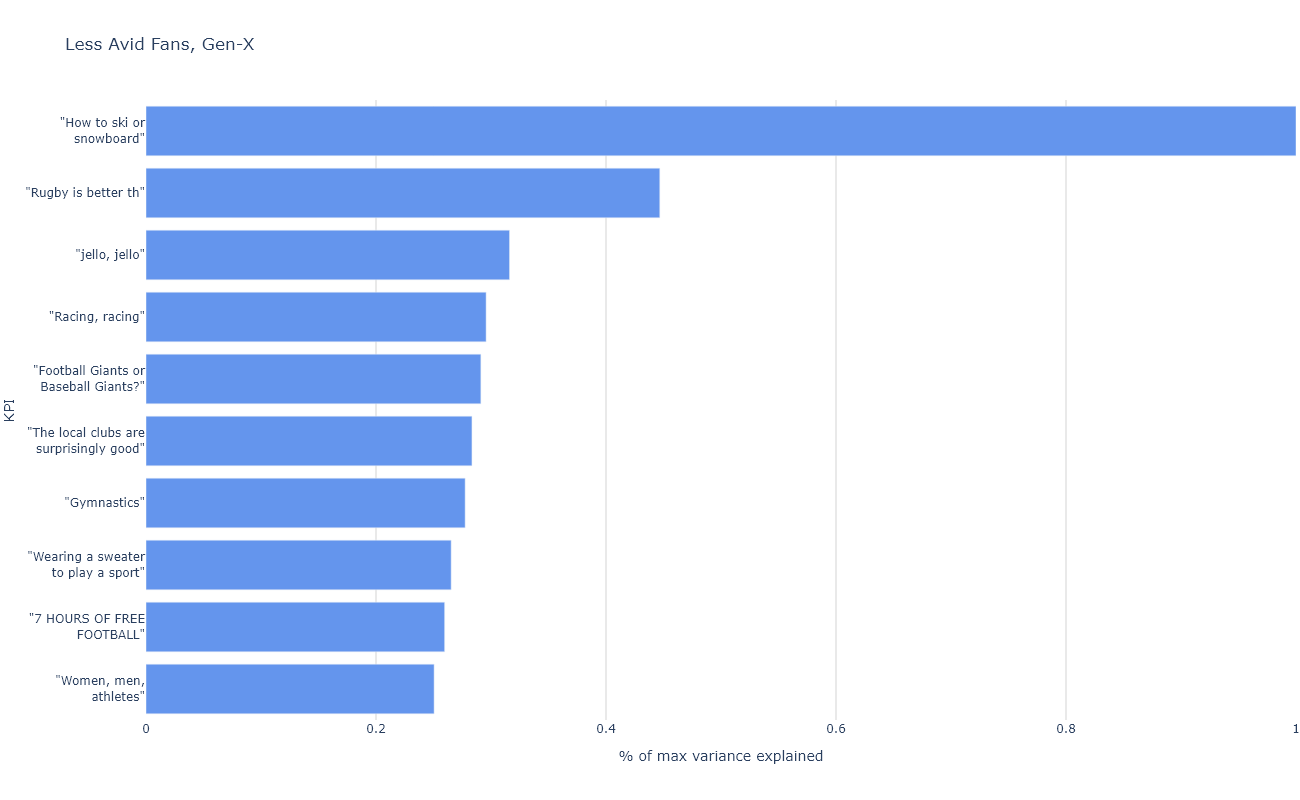 Less Avid Fans, Gen-X
"How to ski or
snowboard"
"Rugby is better th"
"jello, jello"
"Racing, racing"
"Football Giants or
Baseball Giants?"
"The local clubs are
surprisingly good"
"Gymnastics"
"Wearing a sweater
to play a sport"
"7 HOURS OF FREE
FOOTBALL"
"Women, men,
athletes"
KPI
0
0.2
0.4
0.6
0.8
1
% of max variance explained